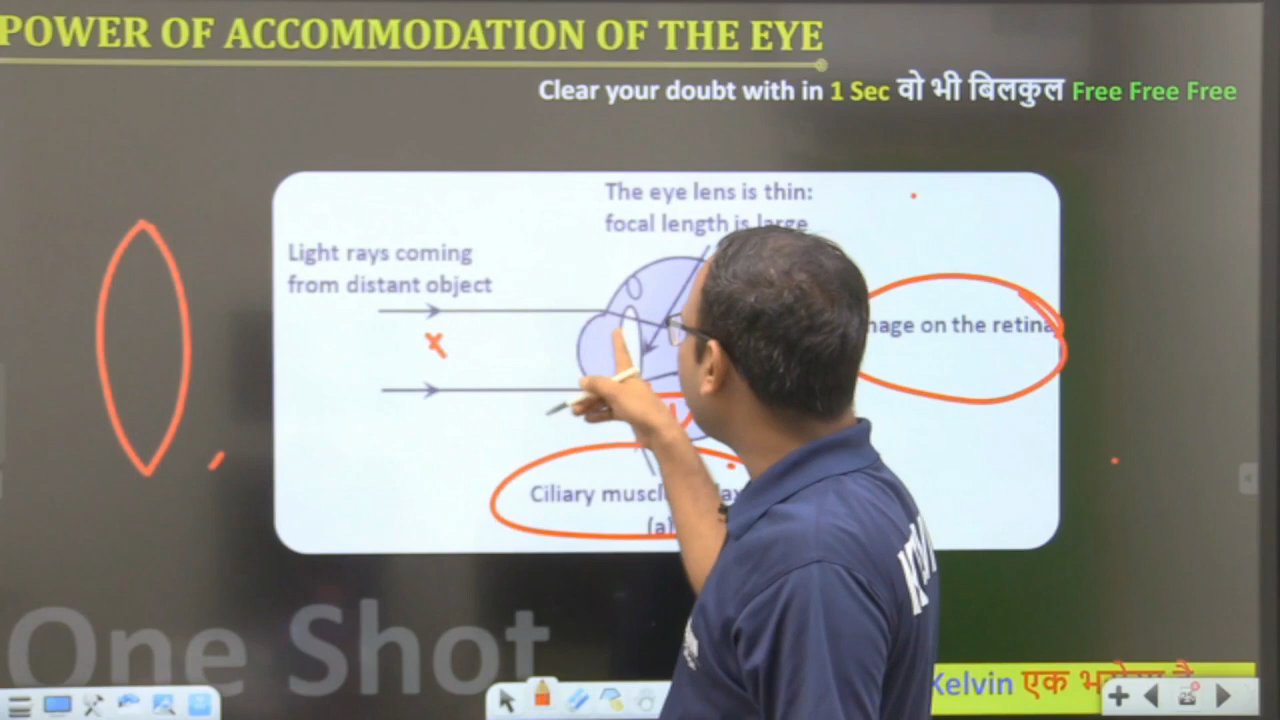 POWER OF ACCOMMODATION OF THE EYE
Clear your doubt with in 1 Sec वो भी बिलकुल Free Free Free
The eye lens is thin:
focal length is large
Light rays coming
from distant object
on the retina
Ciliary
(a)
One Shot
Kelvin एक